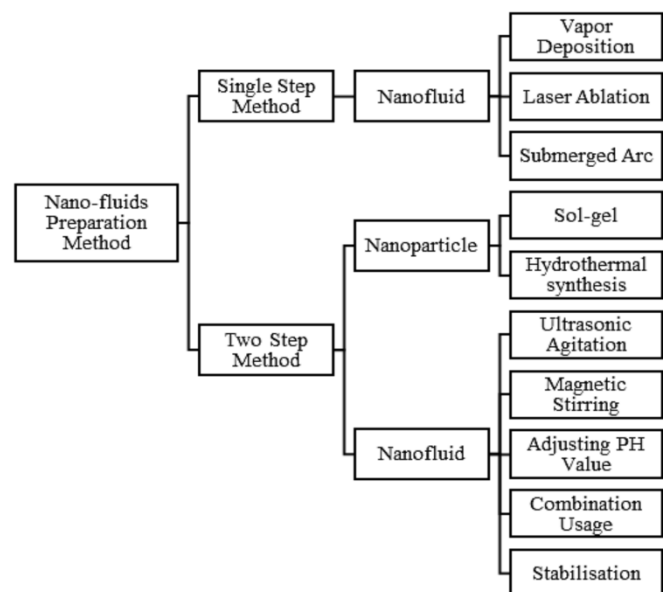 Nano-fluids
Preparation
Method
Single Step
Method
Nanofluid
Vapor
Deposition
Laser Ablation
Submerged Arc
Two Step
Method
Nanoparticle
Sol-gel
Hydrothermal
synthesis
Nanofluid
Ultrasonic
Agitation
Magnetic
Stirring
Adjusting PH
Value
Combination
Usage
Stabilisation